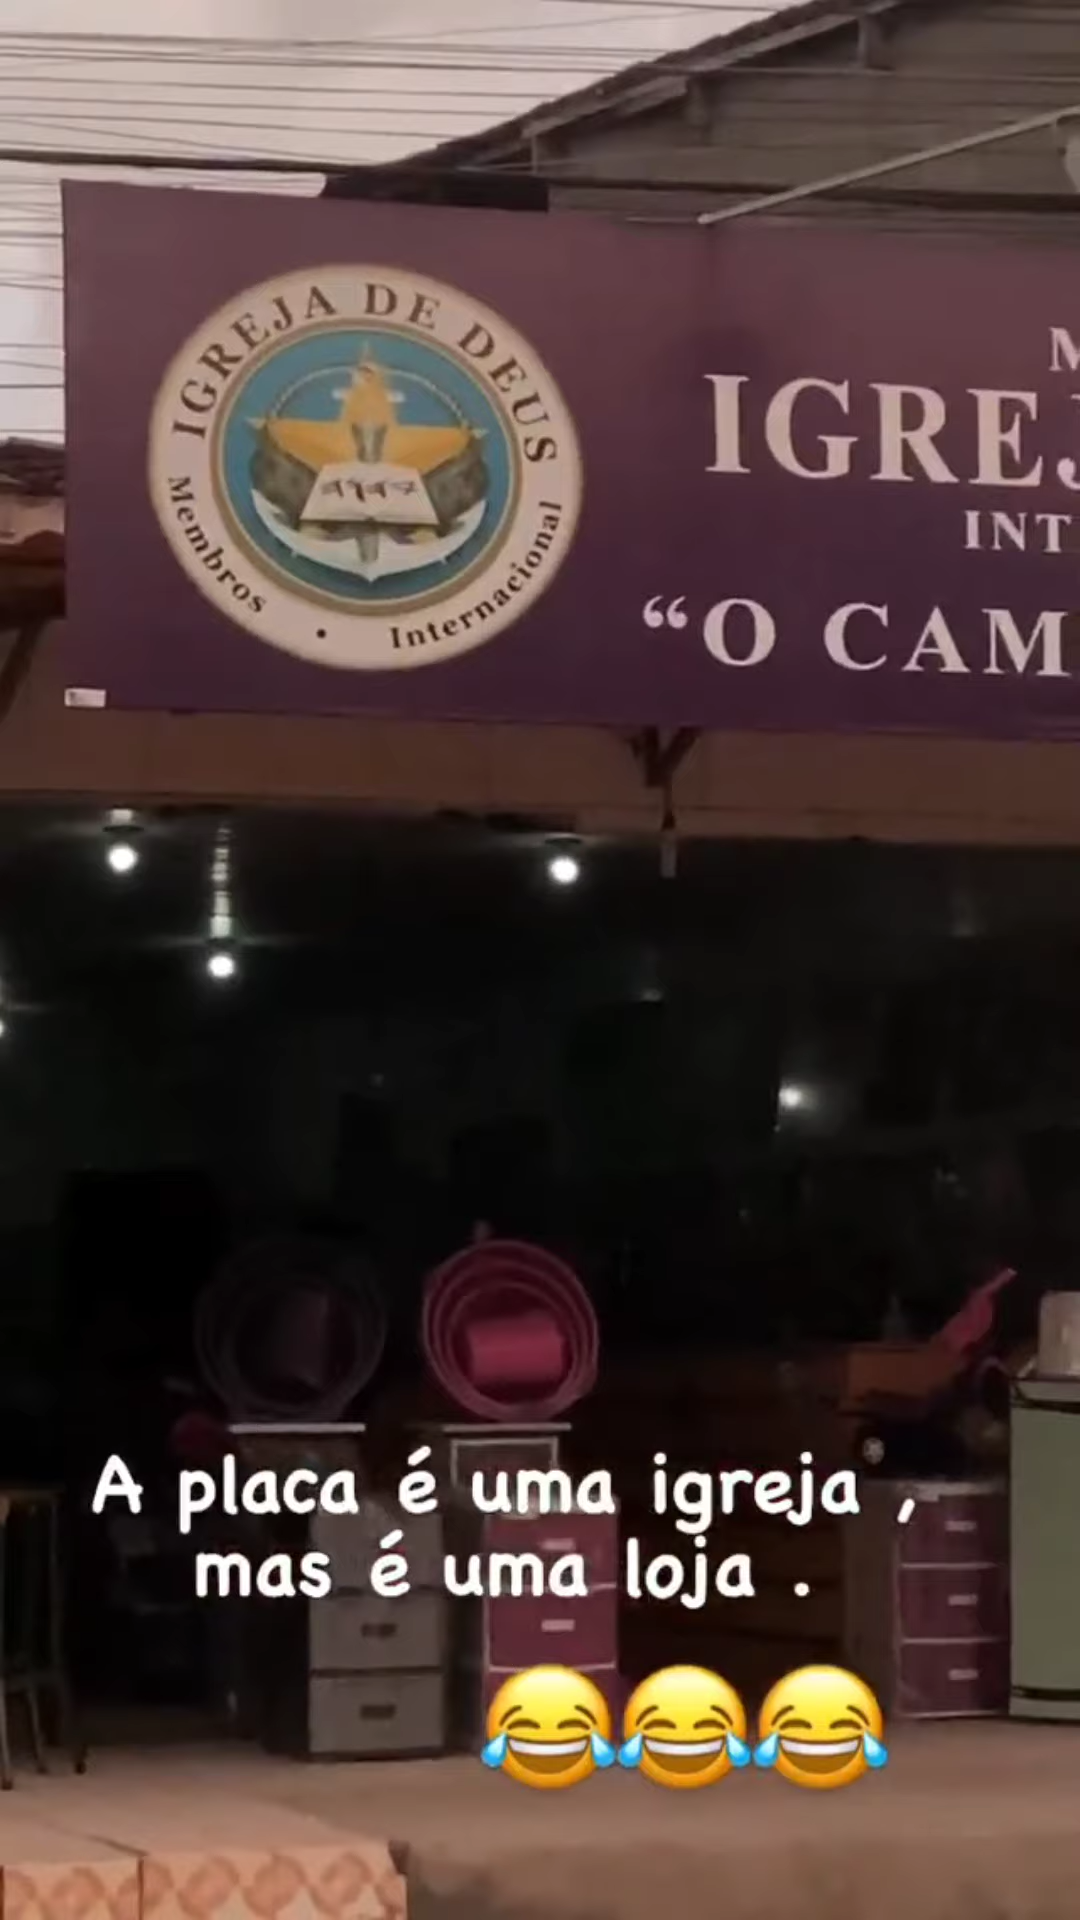 IGREJA DE DEUS
Membros • Internacional
IGREJ
INT
“O CAM
A placa é uma igreja ,
mas é uma loja .
😂😂😂